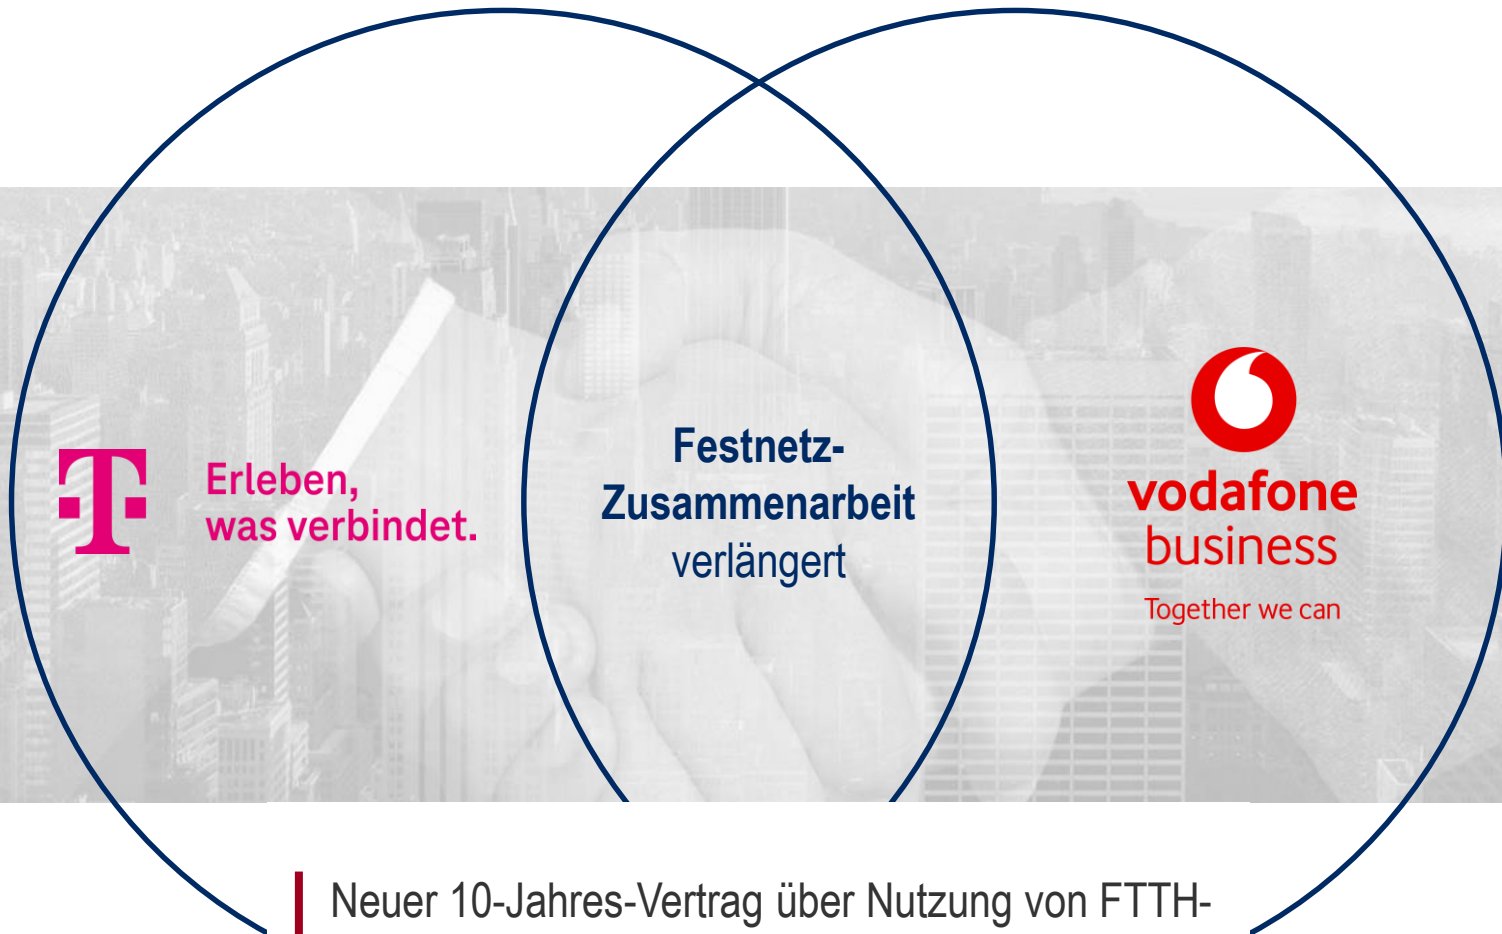 Erleben,
was verbindet.
Festnetz-
Zusammenarbeit
verlängert
vodafone
business
Together we can
Neuer 10-Jahres-Vertrag über Nutzung von FTTH-